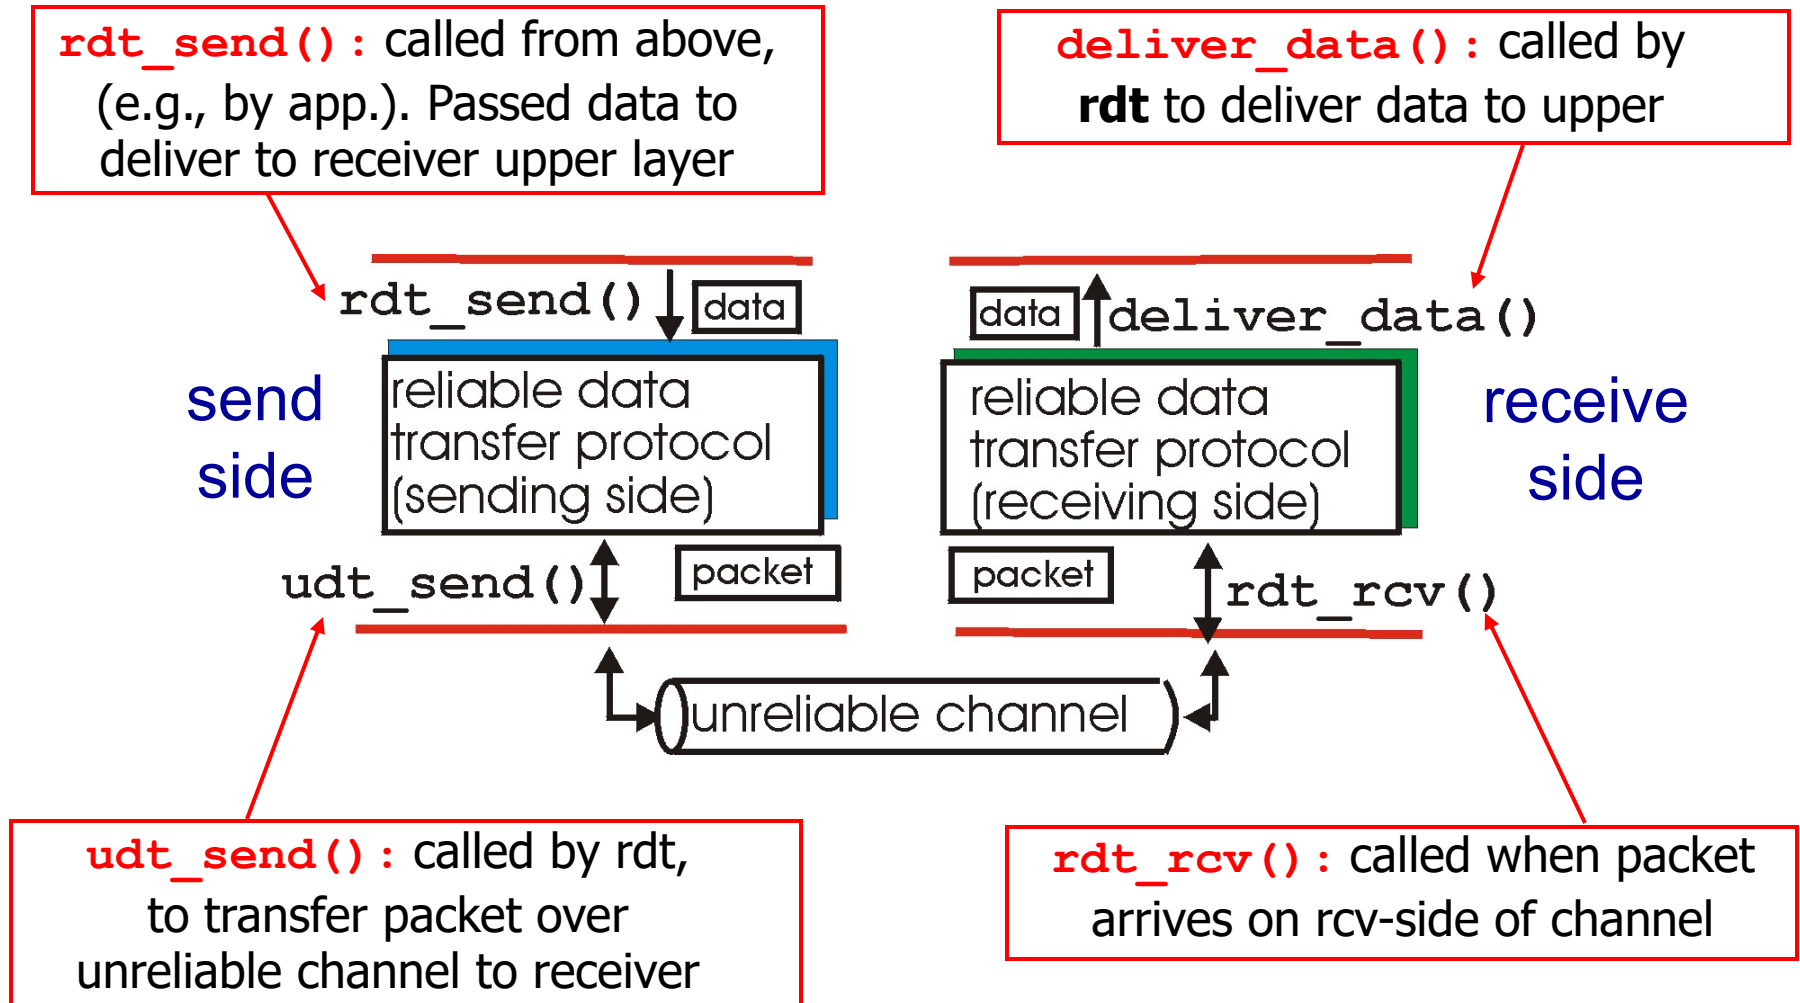 rdt_send(): called from above,
(e.g., by app.). Passed data to
deliver to receiver upper layer
deliver_data(): called by
rdt to deliver data to upper
rdt_send()
data
data
deliver_data()
send
side
reliable data
transfer protocol
(sending side)
reliable data
transfer protocol
(receiving side)
receive
side
udt_send()
packet
packet
rdt_rcv()
unreliable channel
udt_send(): called by rdt,
to transfer packet over
unreliable channel to receiver
rdt_rcv(): called when packet
arrives on rcv-side of channel